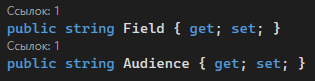 Ссылок: 1
public string Field { get; set; }
Ссылок: 1
public string Audience { get; set; }